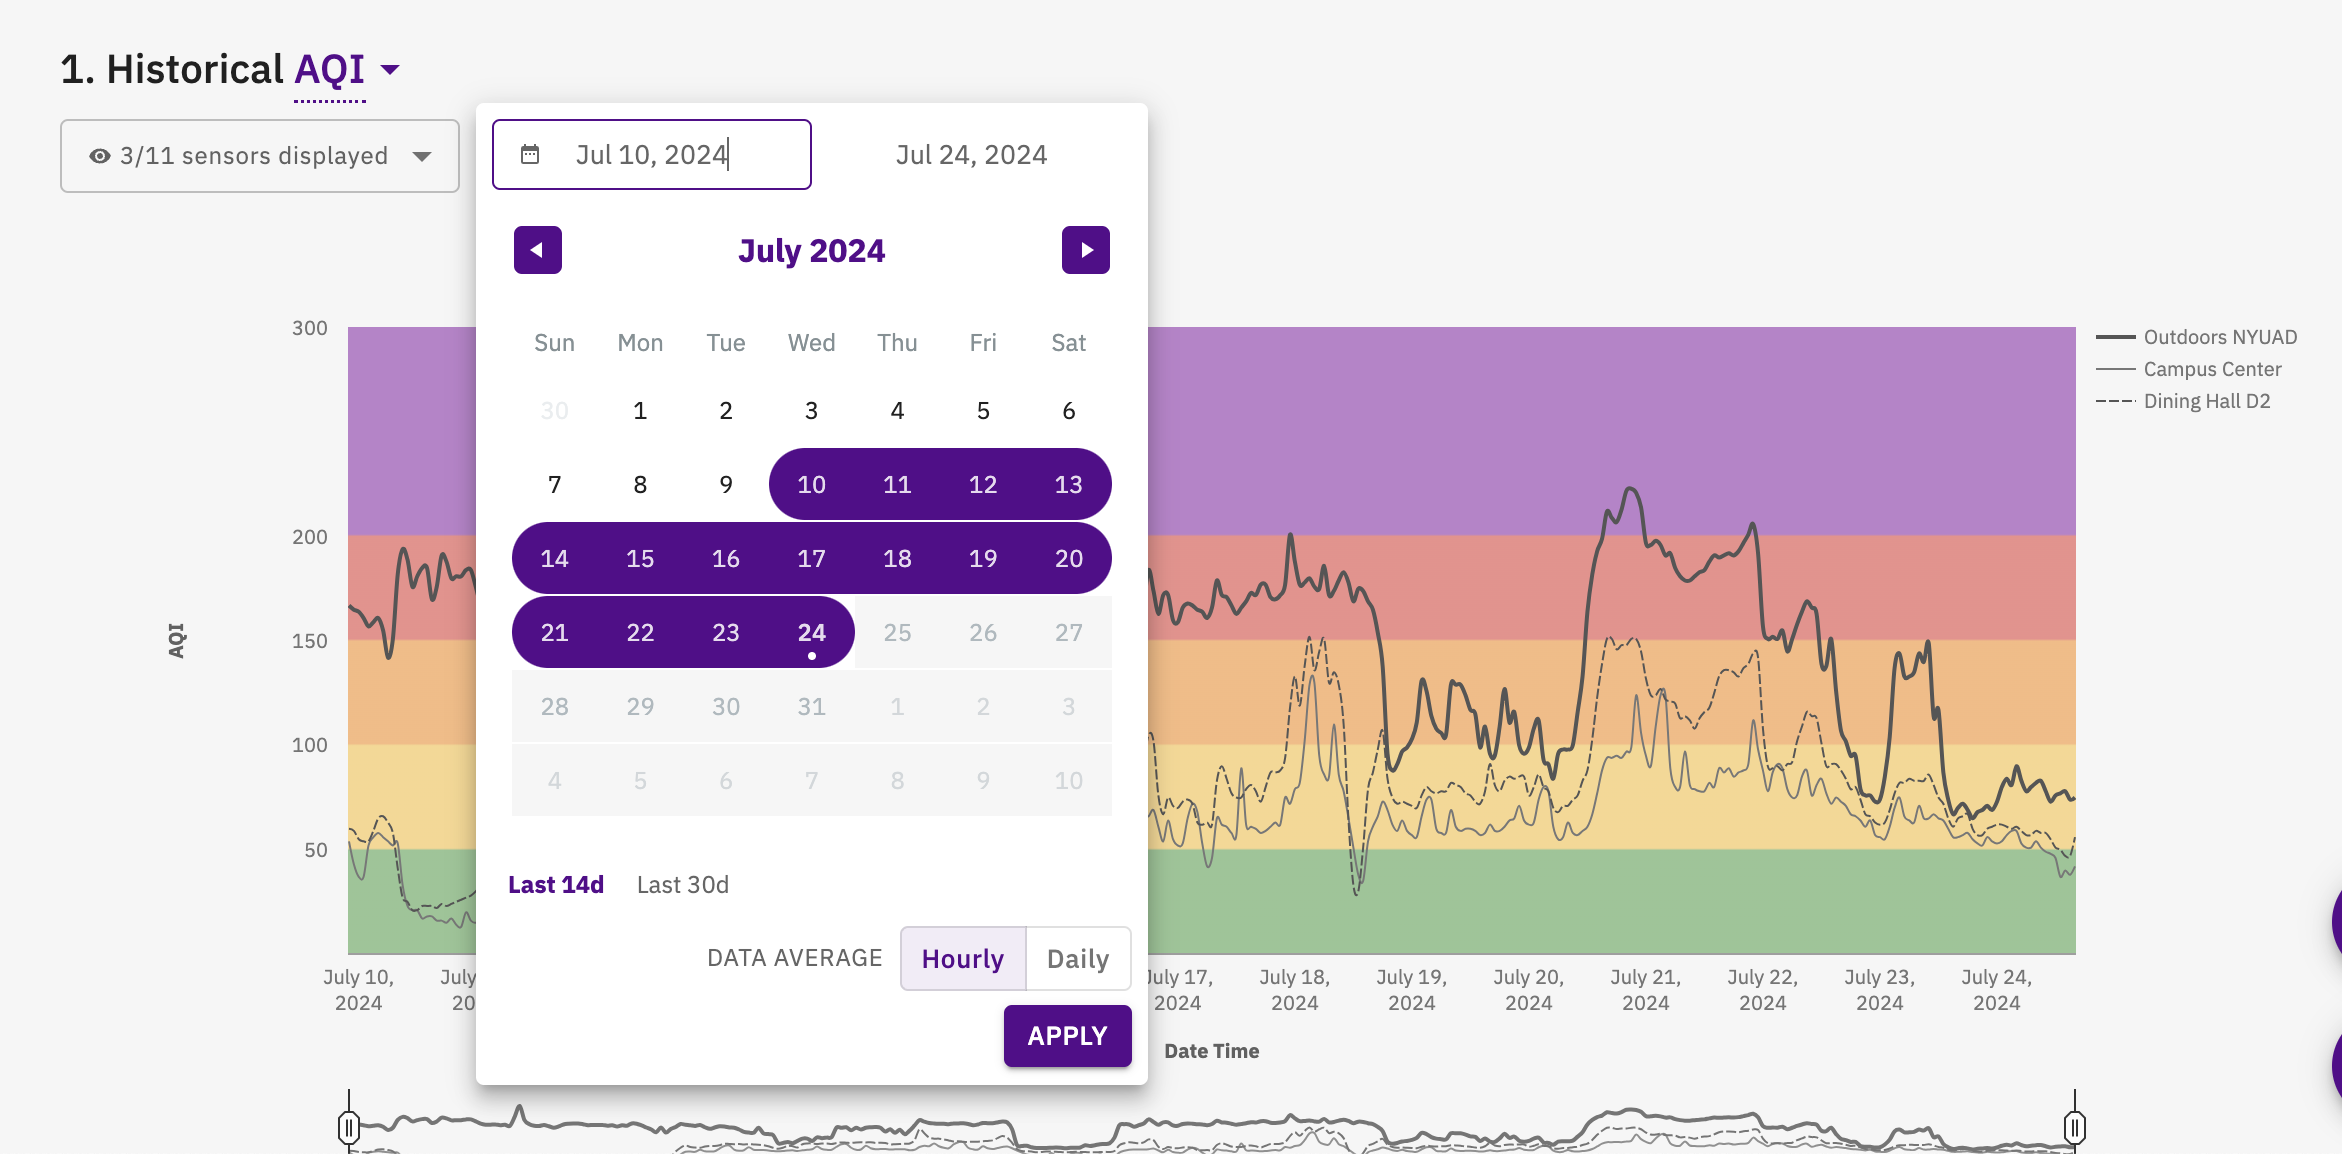 1. Historical AQI
3/11 sensors displayed
Jul 10, 2024
Jul 24, 2024
July 2024
Sun Mon Tue Wed Thu Fri Sat
30 1 2 3 4 5 6
7 8 9 10 11 12 13
14 15 16 17 18 19 20
21 22 23 24 25 26 27
28 29 30 31 1 2 3
4 5 6 7 8 9 10
Last 14d Last 30d
DATA AVERAGE Hourly Daily
APPLY
300
200
150
100
50
AQI
Outdoors NYUAD
Campus Center
Dining Hall D2
July 10,
2024
July
20
July 17,
2024
July 18,
2024
July 19,
2024
July 20,
2024
July 21,
2024
July 22,
2024
July 23,
2024
July 24,
2024
Date Time